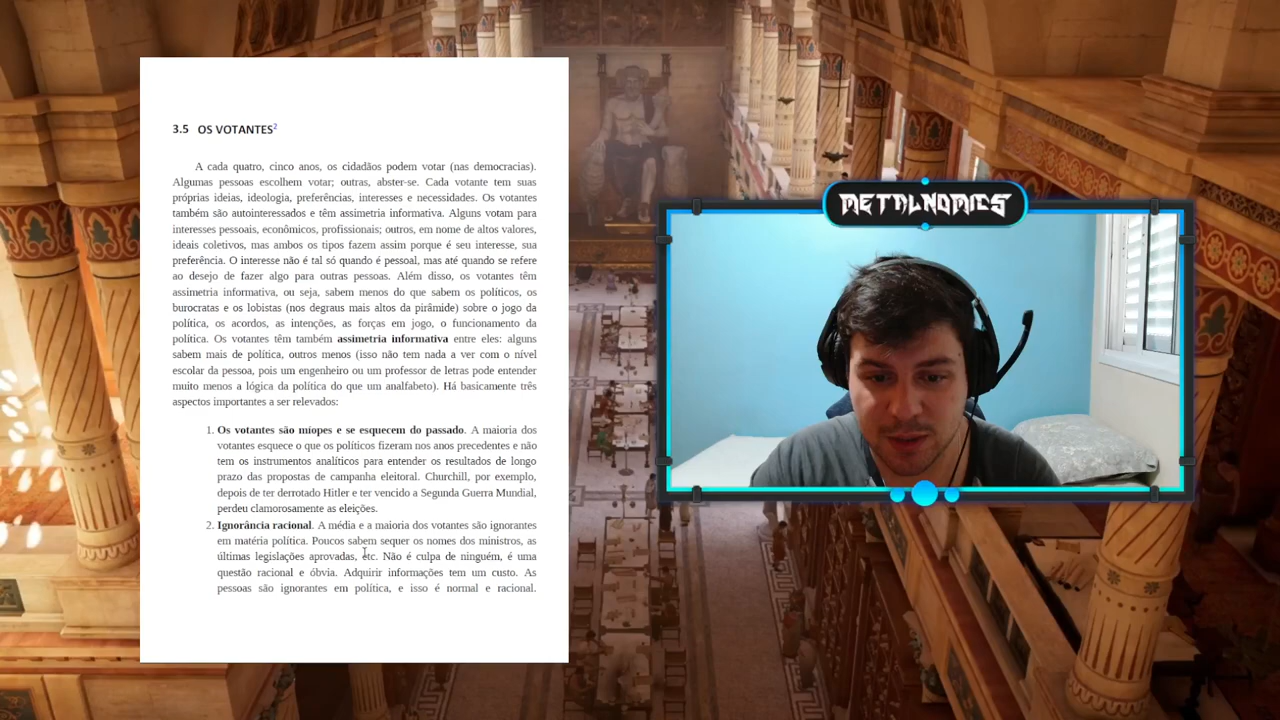 3.5 OS VOTANTES2
A cada quatro, cinco anos, os cidadãos podem votar (nas democracias).
Algumas pessoas escolhem votar; outras, abster-se. Cada votante tem suas
próprias ideias, ideologia, preferências, interesses e necessidades. Os votantes
também são autointeressados e têm assimetria informativa. Alguns votam para
interesses pessoais, econômicos, profissionais; outros, em nome de altos valores,
ideais coletivos, mas ambos os tipos fazem assim porque é seu interesse, sua
preferência. O interesse não é tal só quando é pessoal, mas até quando se refere
ao desejo de fazer algo para outras pessoas. Além disso, os votantes têm
assimetria informativa, ou seja, sabem menos do que sabem os políticos, os
burocratas e os lobistas (nos degraus mais altos da pirâmide) sobre o jogo da
política, os acordos, as intenções, as forças em jogo, o funcionamento da
política. Os votantes têm também assimetria informativa entre eles: alguns
sabem mais de política, outros menos (isso não tem nada a ver com o nível
escolar da pessoa, pois um engenheiro ou um professor de letras pode entender
muito menos a lógica da política do que um analfabeto). Há basicamente três
aspectos importantes a ser relevados:
1. Os votantes são míopes e se esquecem do passado. A maioria dos
votantes esquece o que os políticos fizeram nos anos precedentes e não
tem os instrumentos analíticos para entender os resultados de longo
prazo das propostas de campanha eleitoral. Churchill, por exemplo,
depois de ter derrotado Hitler e ter vencido a Segunda Guerra Mundial,
perdeu clamorosamente as eleições.
2. Ignorância racional. A média e a maioria dos votantes são ignorantes
em matéria política. Poucos sabem sequer os nomes dos ministros, as
últimas legislações aprovadas, etc. Não é culpa de ninguém, é uma
questão racional e óbvia. Adquirir informações tem um custo. As
pessoas são ignorantes em política, e isso é normal e racional.
METALNOMICS